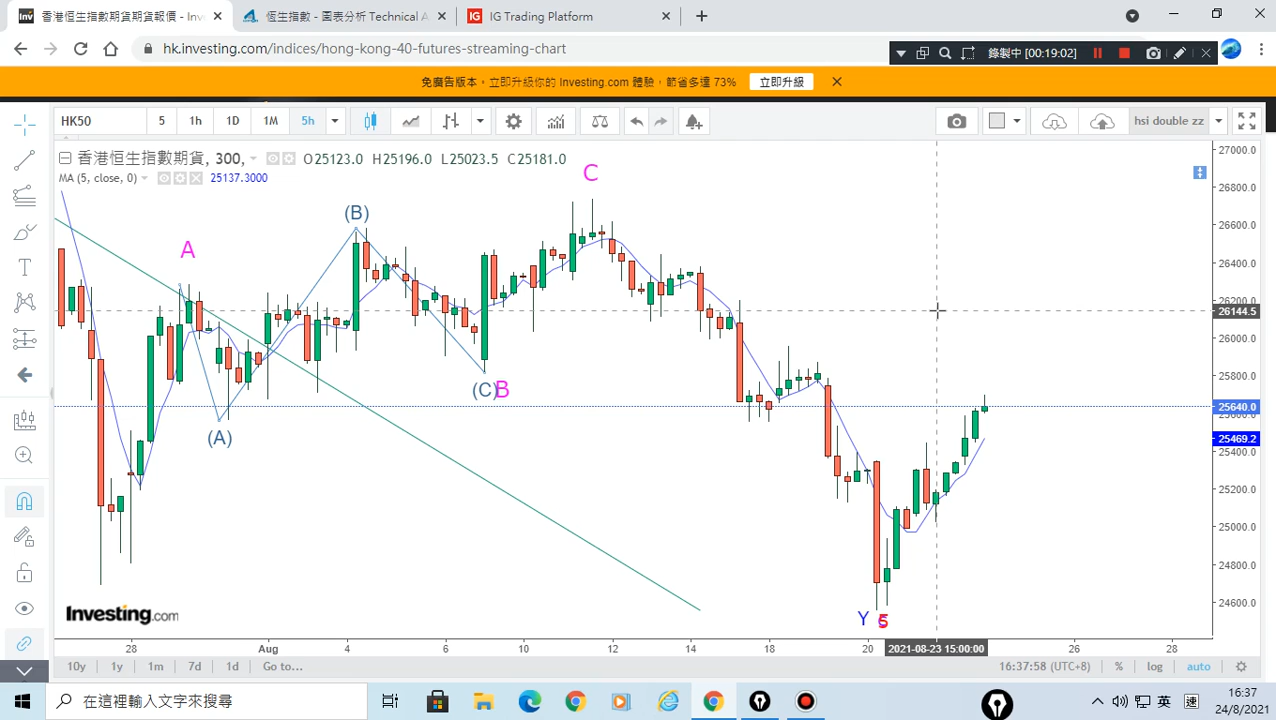 香港恒生指數期貨期貨報價 - Inv
恆生指數 - 圖表分析 Technical A
IG Trading Platform
hk.investing.com/indices/hong-kong-40-futures-streaming-chart
錄製中 [00:19:02]
免廣告版本。立即升級你的 Investing.com 體驗，節省多達 73%
立即升級
HK50
5
1h
1D
1M
5h
hsi double zz
香港恒生指數期貨, 300,
O25123.0 H25196.0 L25023.5 C25181.0
MA (5, close, 0)
25137.3000
27000.0
26800.0
26600.0
26400.0
26200.0
26144.5
26000.0
25800.0
25640.0
25600.0
25469.2
25400.0
25200.0
25000.0
24800.0
24600.0
C
(B)
A
(C)
B
(A)
Y
5
Investing.com
28
Aug
4
6
10
12
14
18
20
2021-08-23 15:00:00
26
28
10y
1y
1m
7d
1d
Go to...
16:37:58 (UTC+8)
%
log
auto
在這裡輸入文字來搜尋
英
16:37
24/8/2021